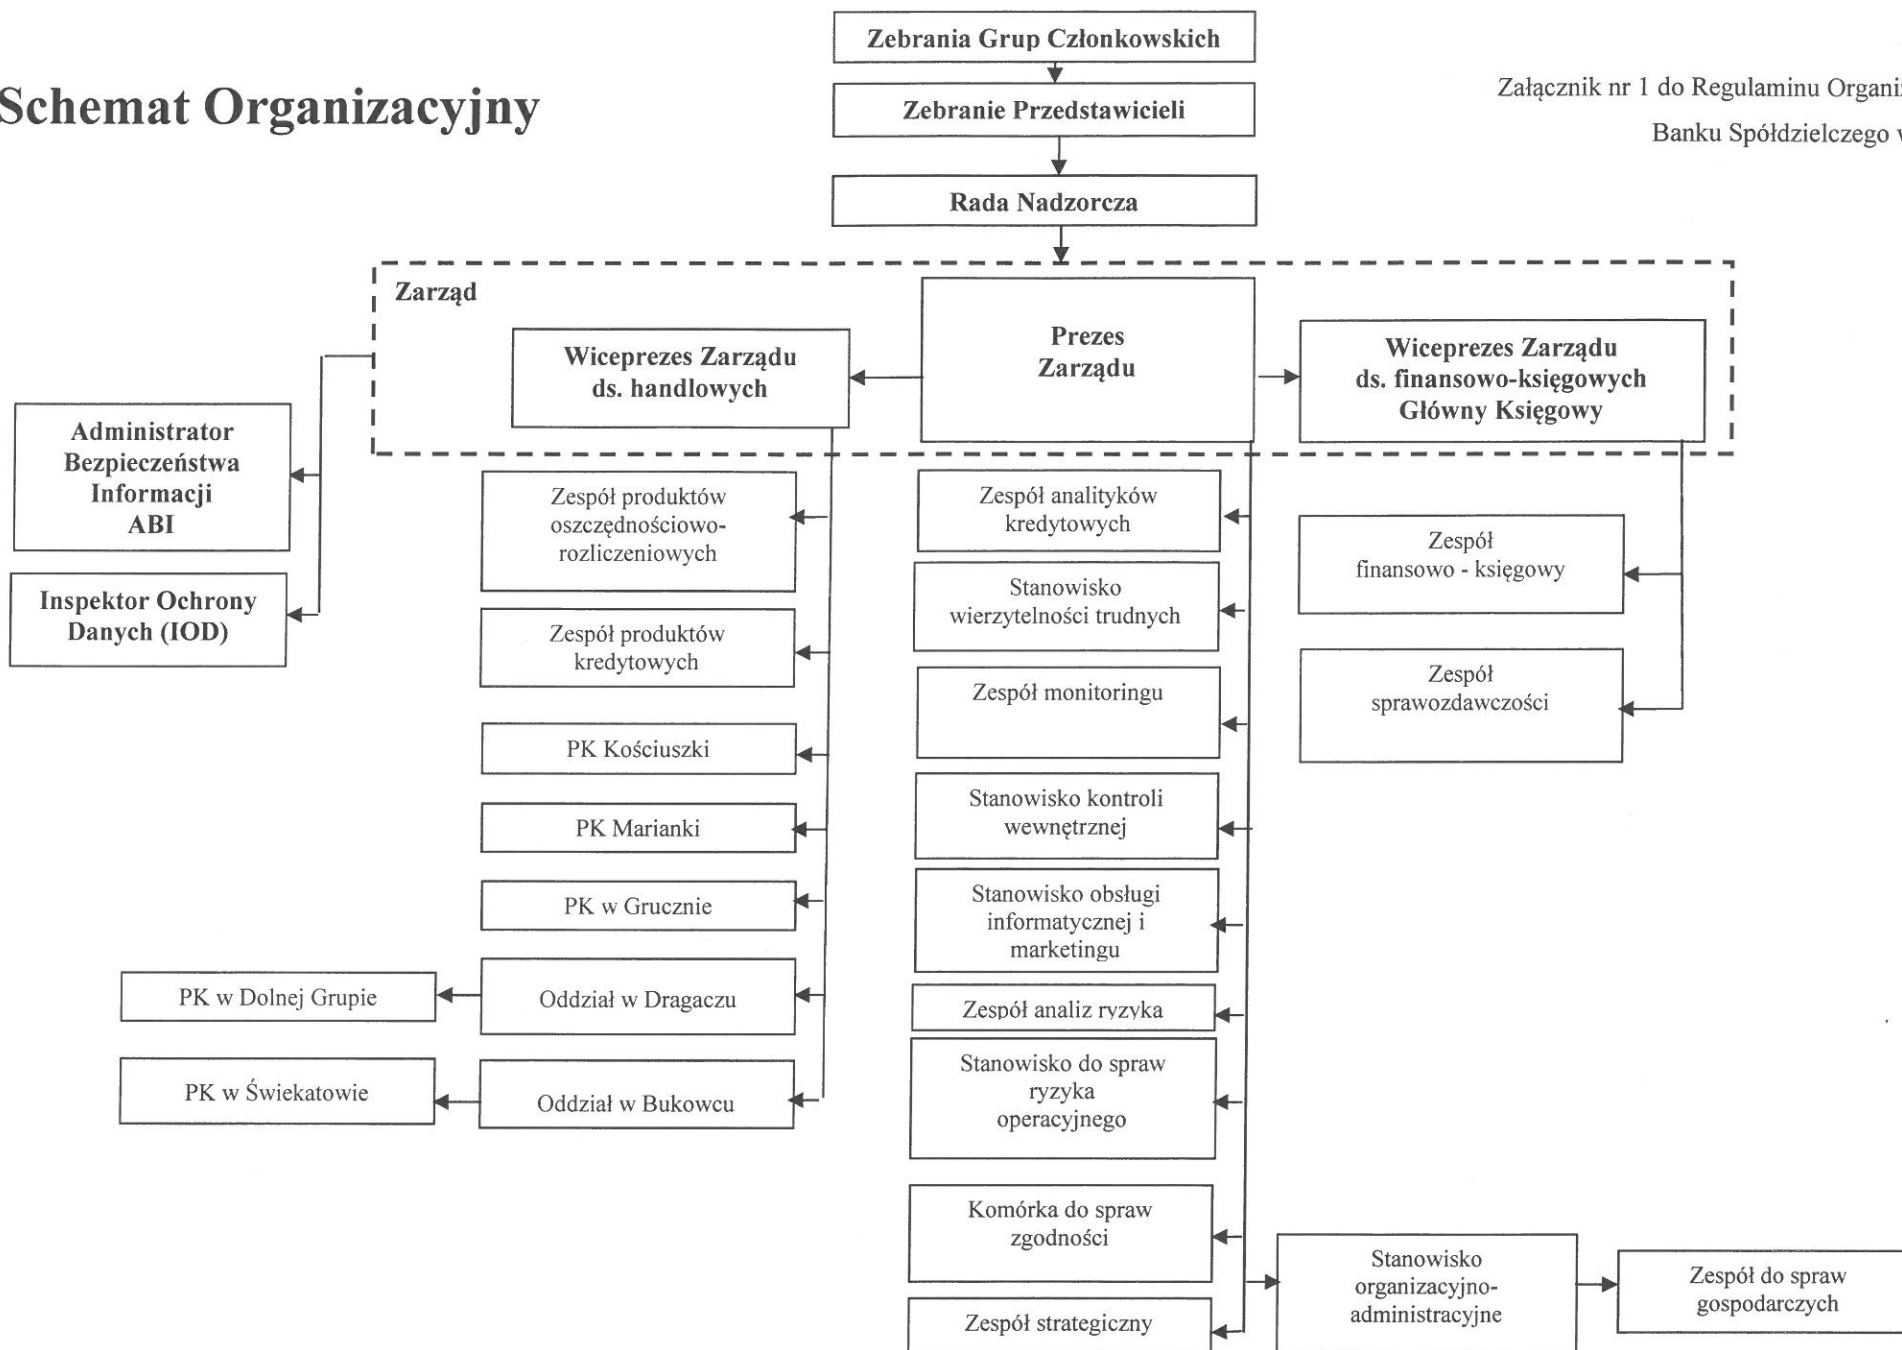 Zebrania Grup Członkowskich
Schemat Organizacyjny
Załącznik nr 1 do Regulaminu
Zebranie Przedstawicieli
Banku Spółdzielczego
Rada Nadzorcza
Zarząd
Prezes
Zarządu
Wiceprezes Zarządu
ds. handlowych
Wiceprezes Zarządu
ds. finansowo-księgowych
Główny Księgowy
Administrator
Bezpieczeństwa
Informacji
ABI
Inspektor Ochrony
Danych (IOD)
Zespół produktów
oszczędnościowo-
rozliczeniowych
Zespół produktów
kredytowych
PK Kościuszki
PK Marianki
PK w Grucznie
Oddział w Dragaczu
PK w Dolnej Grupie
Oddział w Bukowcu
PK w Świekatowie
Zespół analityków
kredytowych
Stanowisko
wierzytelności trudnych
Zespół monitoringu
Stanowisko kontroli
wewnętrznej
Stanowisko obsługi
informatycznej i
marketingu
Zespół analiz ryzyka
Stanowisko do spraw
ryzyka
operacyjnego
Komórka do spraw
zgodności
Zespół strategiczny
Zespół
finansowo - księgowy
Zespół
sprawozdawczości
Stanowisko
organizacyjno-
administracyjne
Zespół do spraw
gospodarczych